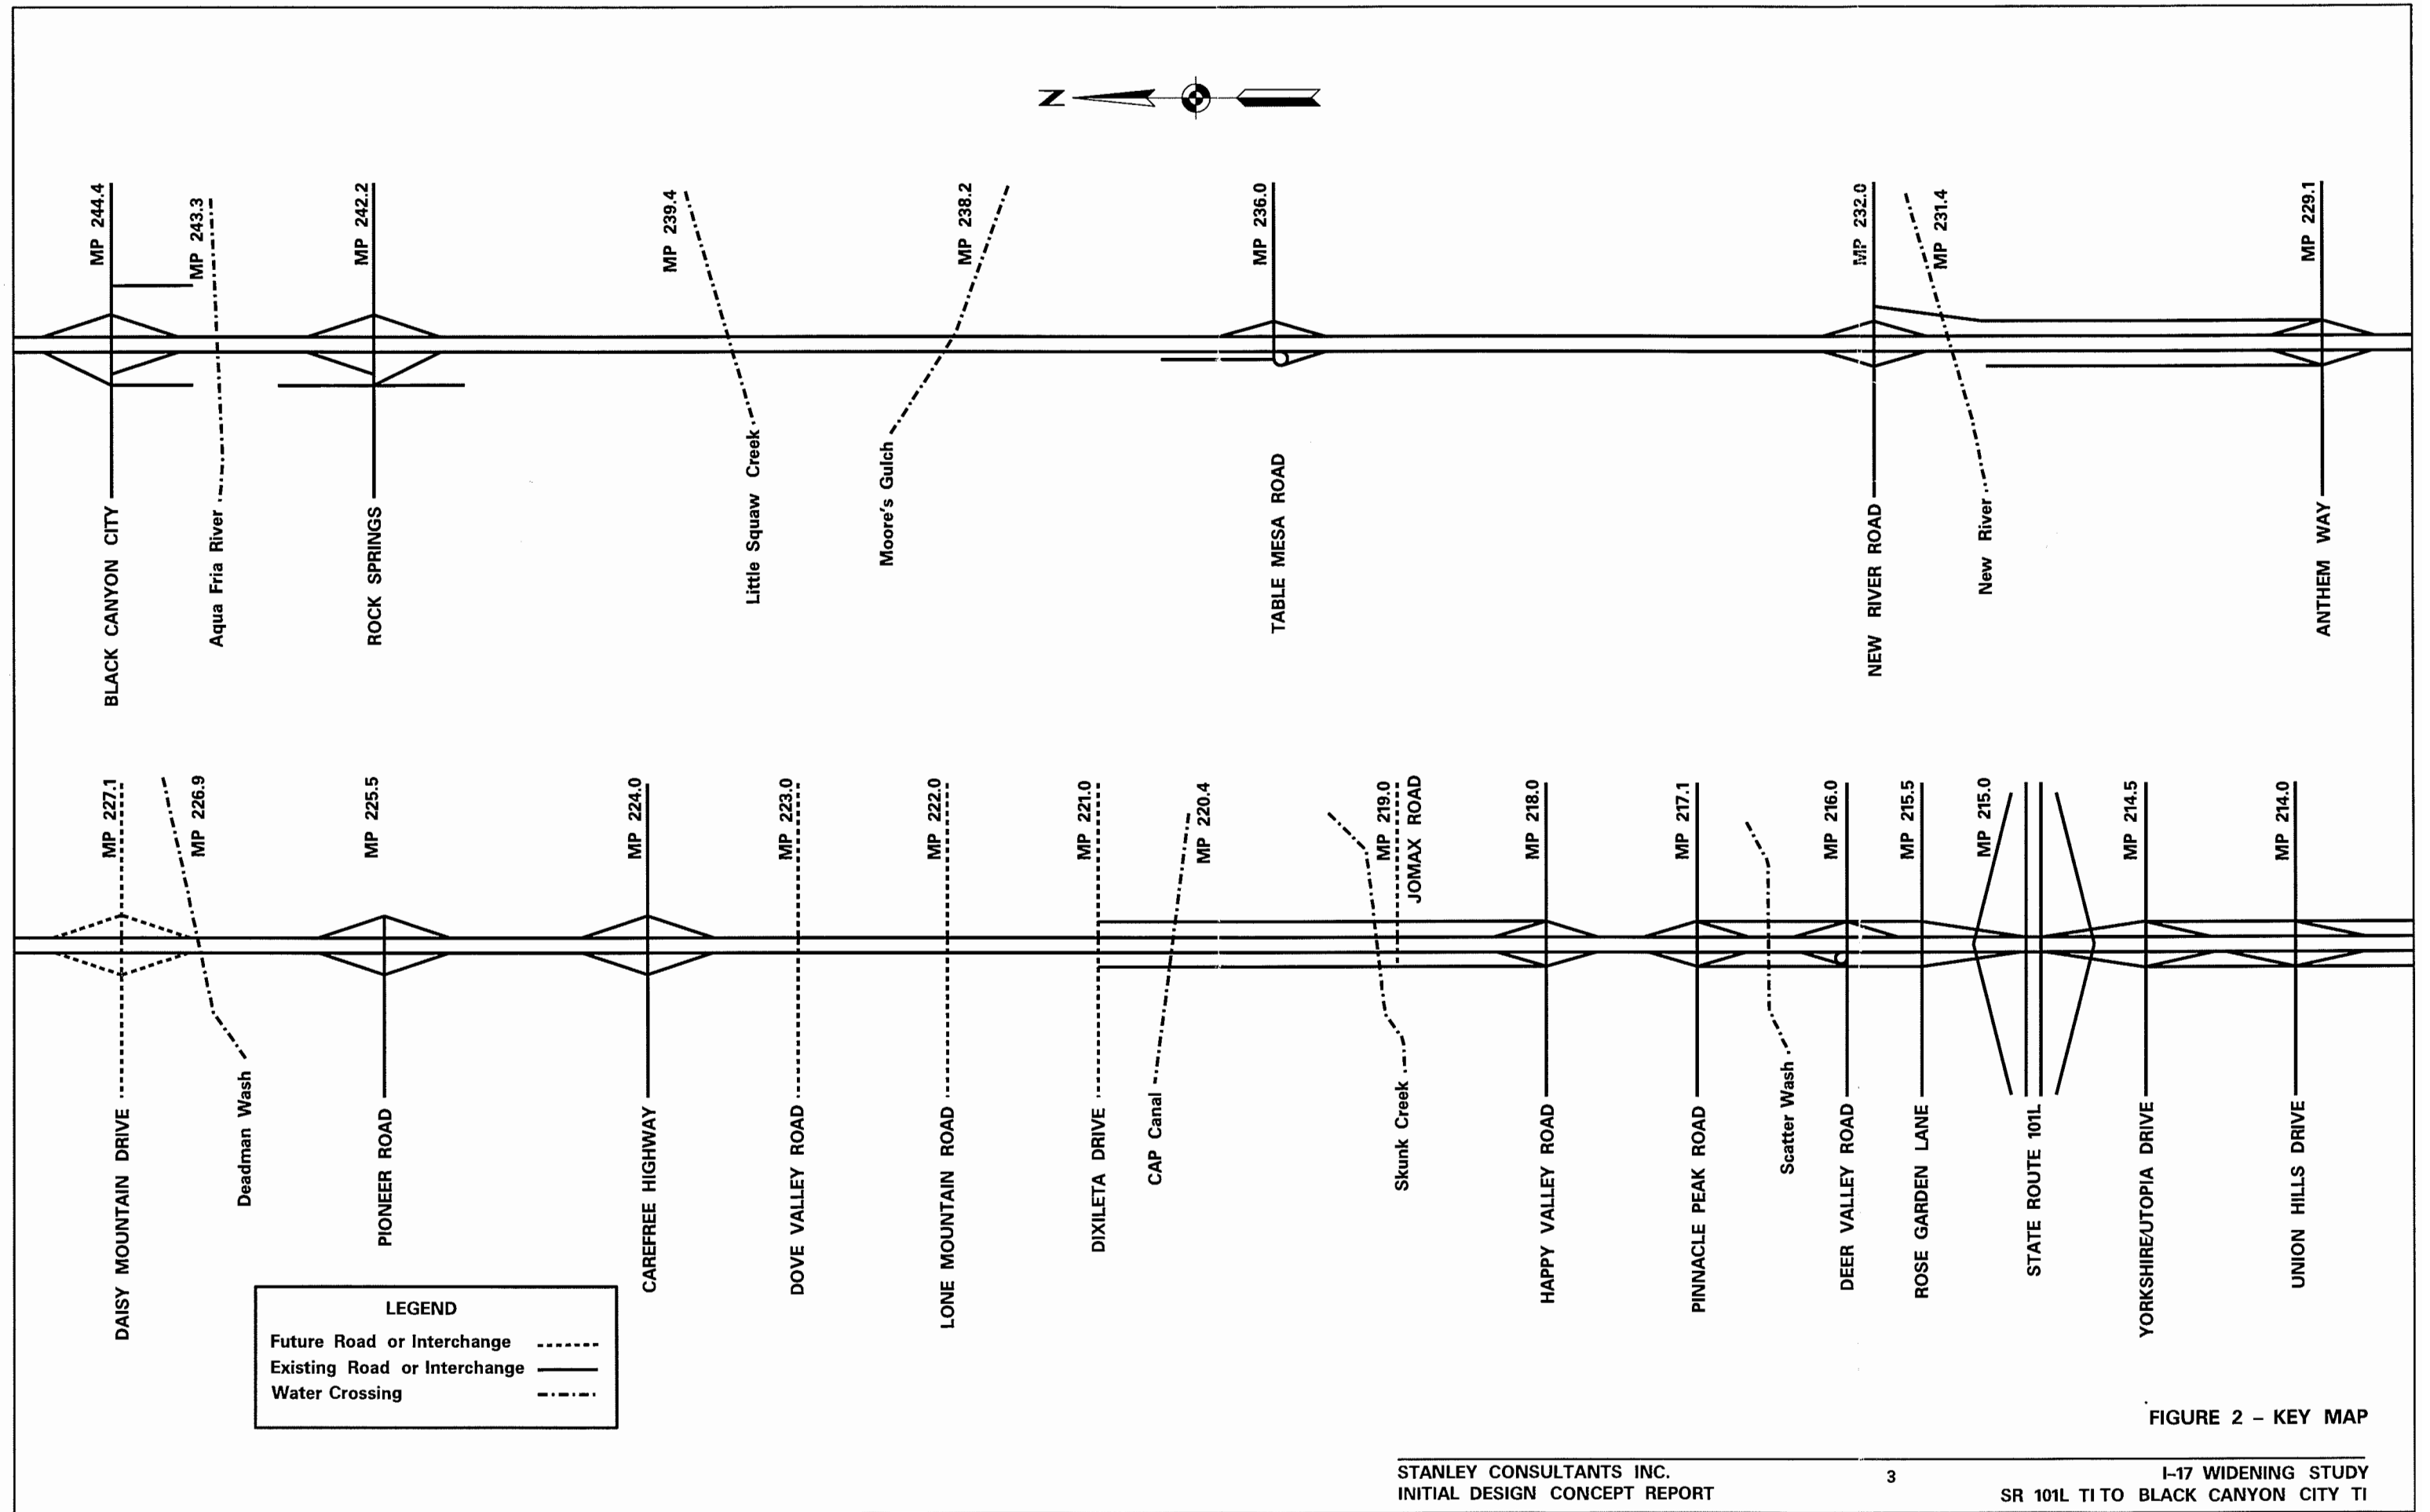 N
MP 244.4
MP 243.3
MP 242.2
MP 239.4
MP 238.2
MP 236.0
MP 232.0
MP 231.4
MP 229.1
BLACK CANYON CITY
Aqua Fria River
ROCK SPRINGS
Little Squaw Creek
Moore's Gulch
TABLE MESA ROAD
NEW RIVER ROAD
New River
ANTHEM WAY
MP 227.1
MP 226.9
MP 225.5
MP 224.0
MP 223.0
MP 222.0
MP 221.0
MP 220.4
MP 219.0
JOMAX ROAD
MP 218.0
MP 217.1
MP 216.0
MP 215.5
MP 215.0
MP 214.5
MP 214.0
DAISY MOUNTAIN DRIVE
Deadman Wash
PIONEER ROAD
CAREFREE HIGHWAY
DOVE VALLEY ROAD
LONE MOUNTAIN ROAD
DIXILETA DRIVE
CAP Canal
Skunk Creek
HAPPY VALLEY ROAD
PINNACLE PEAK ROAD
Scatter Wash
DEER VALLEY ROAD
ROSE GARDEN LANE
STATE ROUTE 101L
YORKSHIRE/UTOPIA DRIVE
UNION HILLS DRIVE
LEGEND
Future Road or Interchange
Existing Road or Interchange
Water Crossing
FIGURE 2 – KEY MAP
STANLEY CONSULTANTS INC.
INITIAL DESIGN CONCEPT REPORT
3
I–17 WIDENING STUDY
SR 101L TI TO BLACK CANYON CITY TI